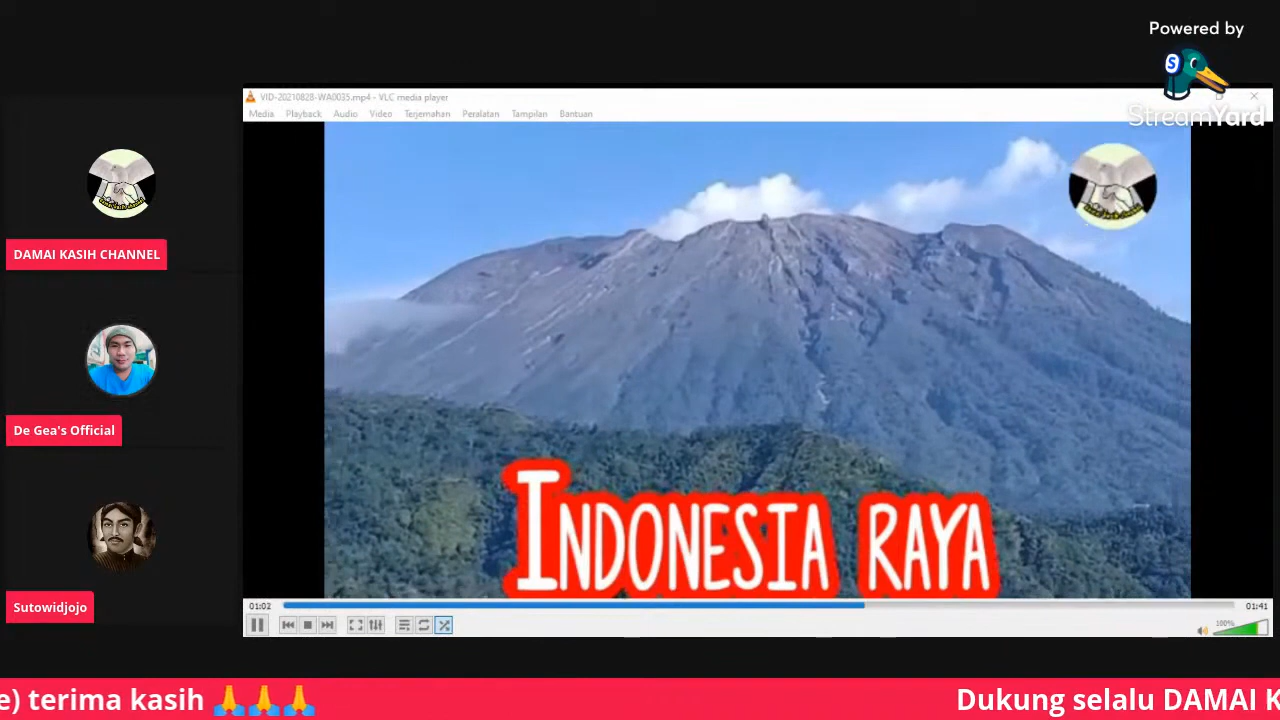 Powered by
StreamYard
VID-20210828-WA0035.mp4 - VLC media player
Media Playback Audio Video Terjemahan Peralatan Tampilan Bantuan
DAMAI KASIH CHANNEL
De Gea's Official
Sutowidjojo
INDONESIA RAYA
01:02
01:41
100%
e) terima kasih 🙏🙏🙏
Dukung selalu DAMAI K